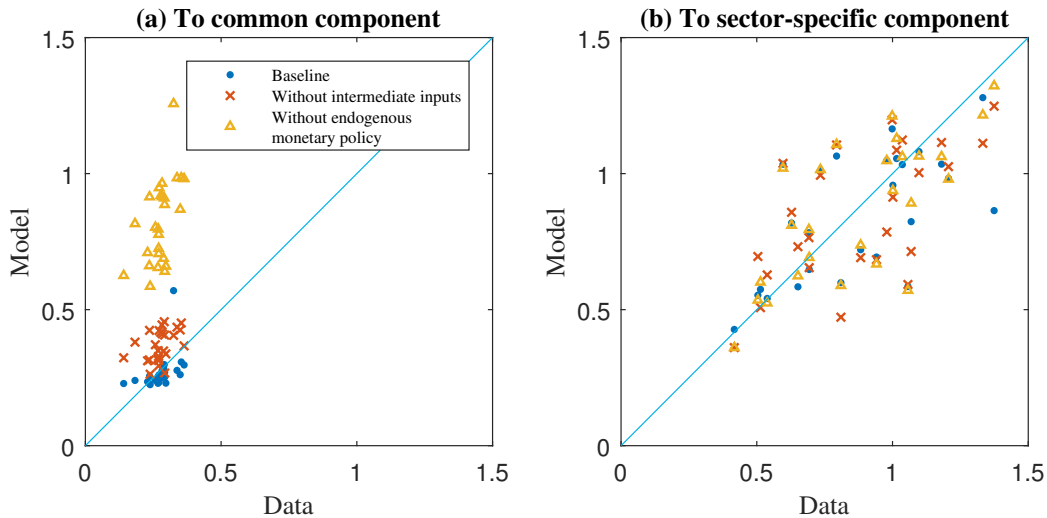 (a) To common component
1.5
1
0.5
0
Model
Baseline
Without intermediate inputs
Without endogenous
monetary policy
0 0.5 1 1.5
Data
(b) To sector-specific component
1.5
1
0.5
0
Model
0 0.5 1 1.5
Data